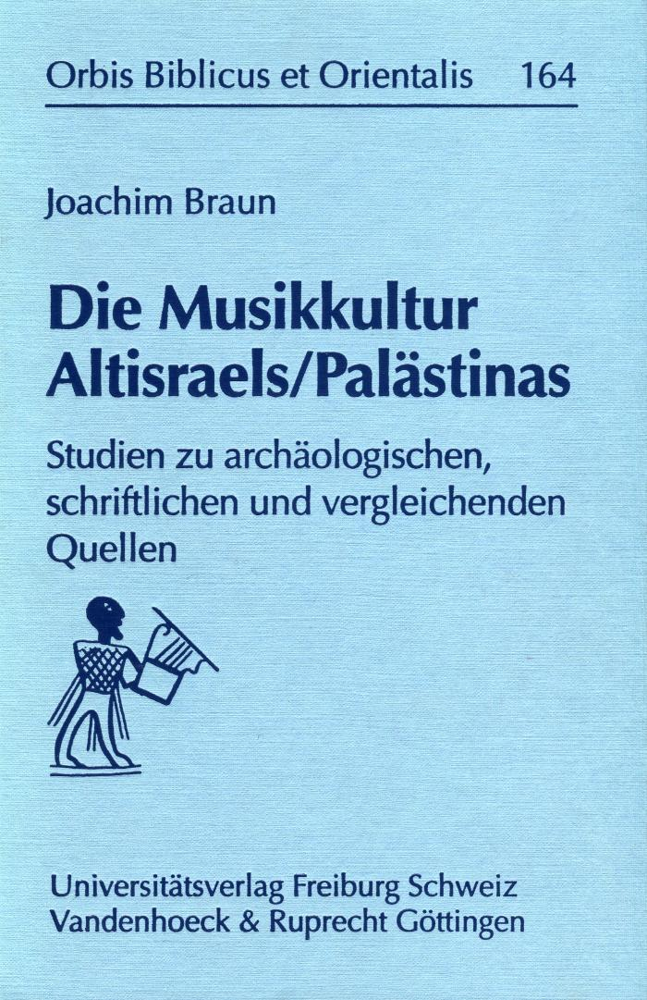 Orbis Biblicus et Orientalis 164
Joachim Braun
Die Musikkultur
Altisraels/Palästinas
Studien zu archäologischen,
schriftlichen und vergleichenden
Quellen
Universitätsverlag Freiburg Schweiz
Vandenhoeck & Ruprecht Göttingen